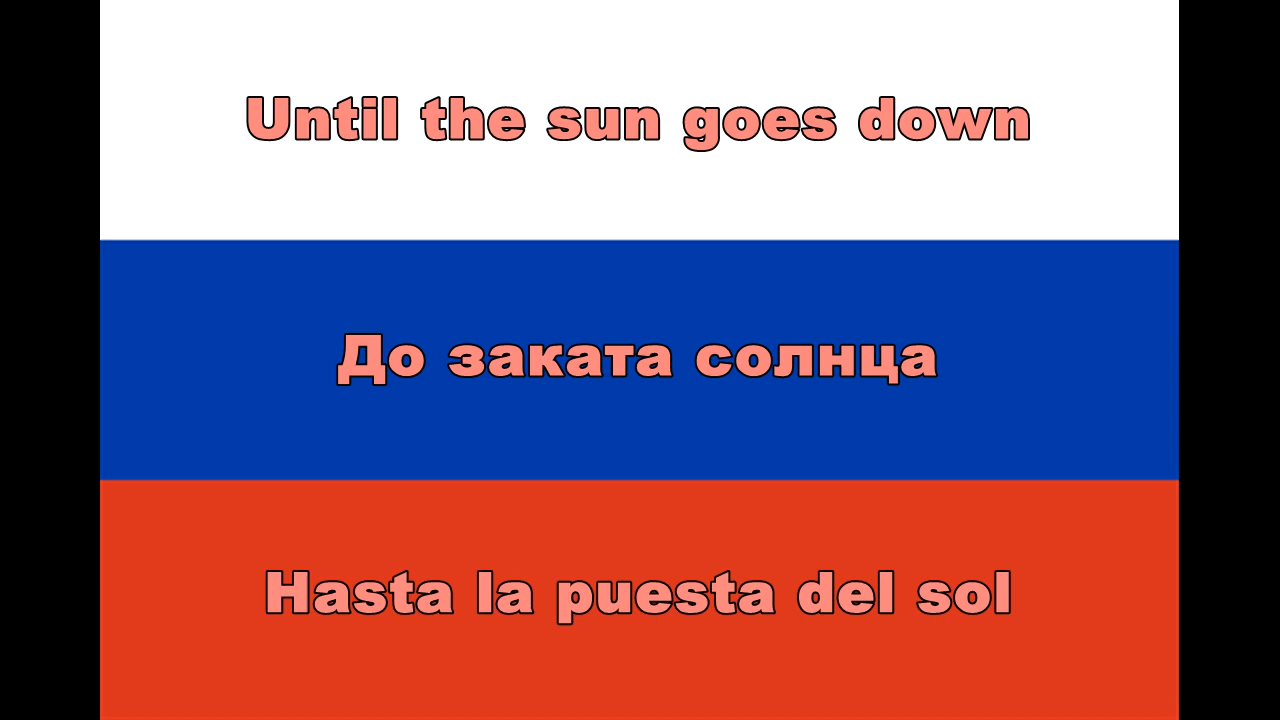 Until the sun goes down
До заката солнца
Hasta la puesta del sol